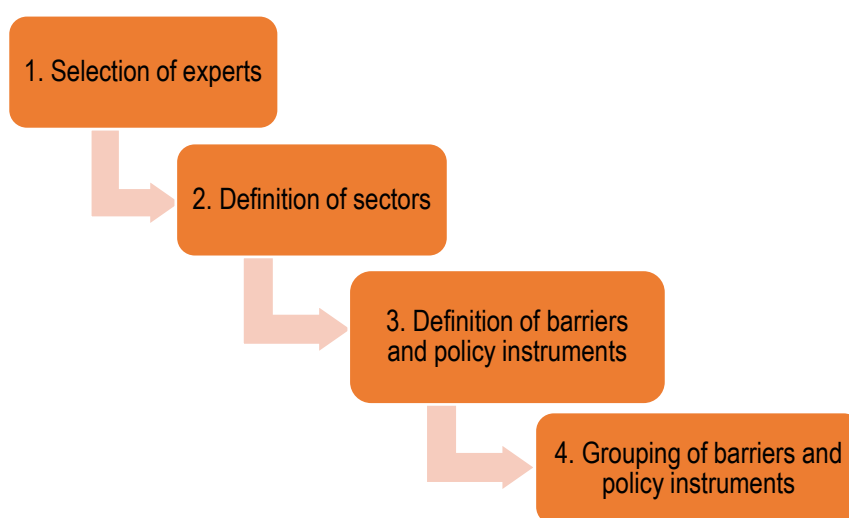 1. Selection of experts
2. Definition of sectors
3. Definition of barriers
and policy instruments
4. Grouping of barriers and
policy instruments